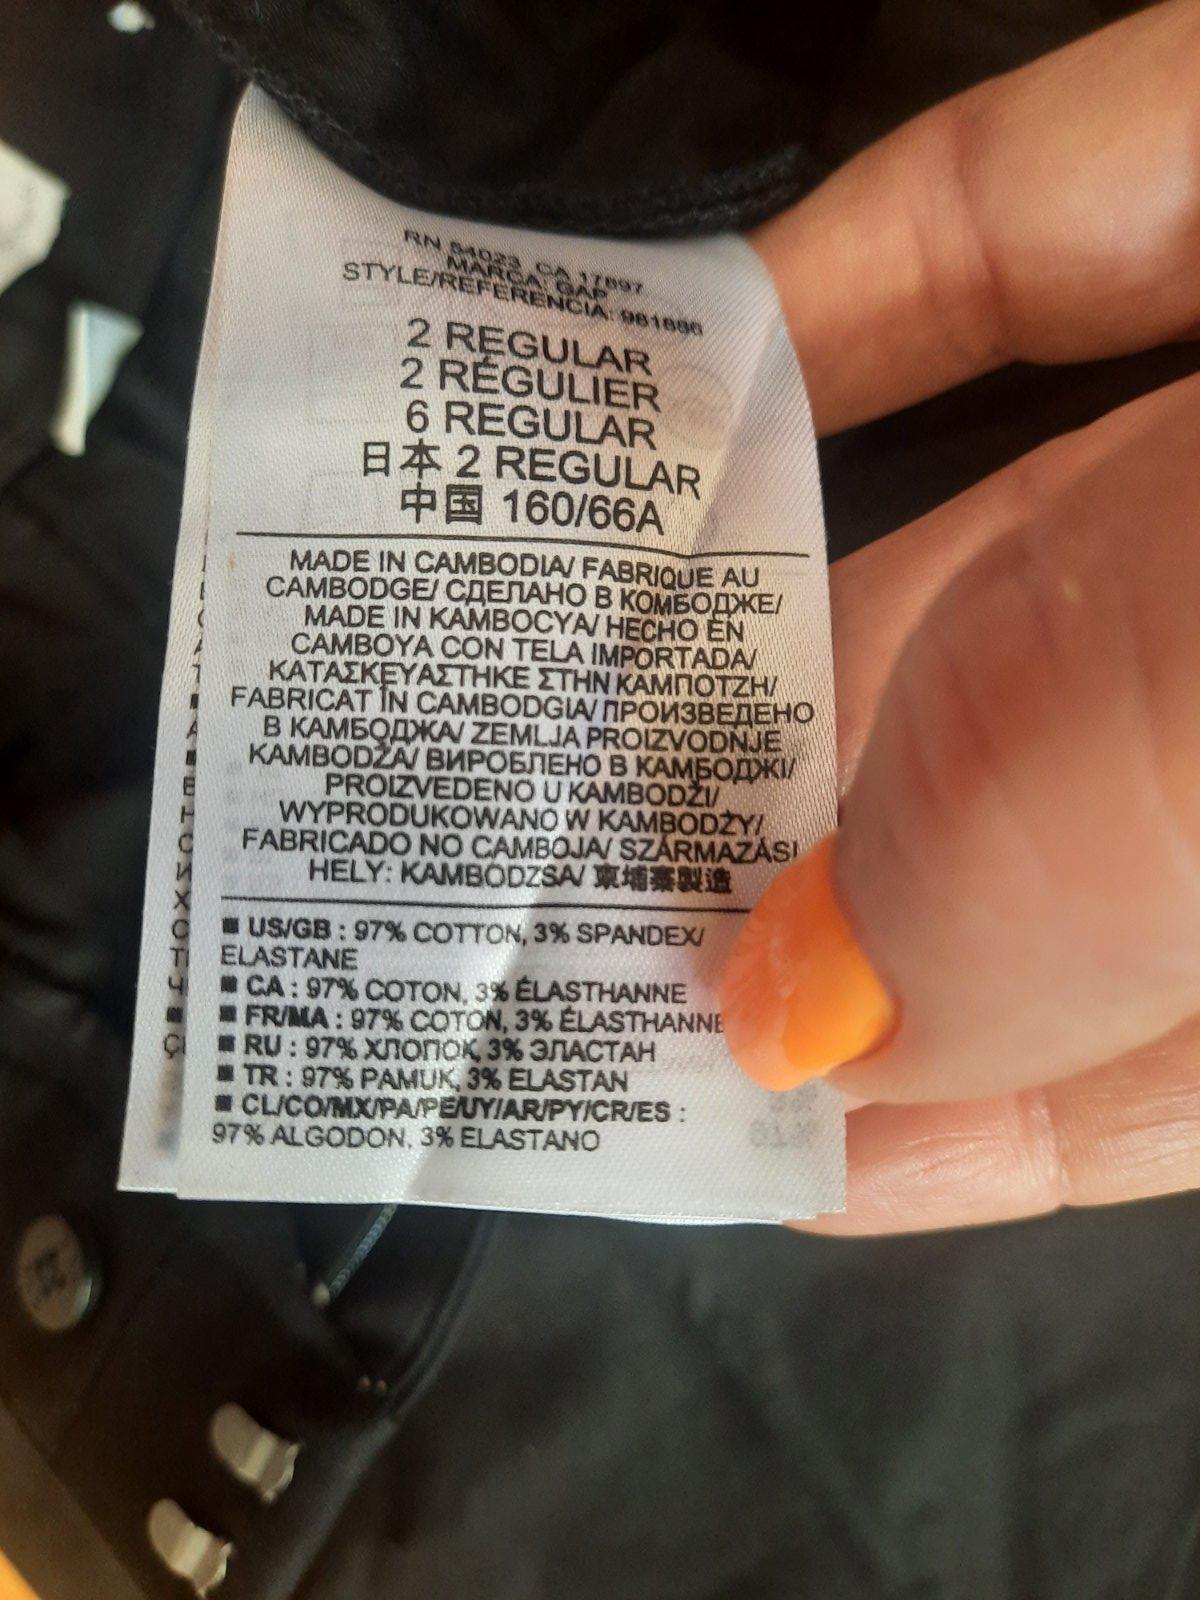 RN 54023 CA 17897
MARCA: GAP
STYLE/REFERENCIA: 981886
2 REGULAR
2 RÉGULIER
6 REGULAR
日本 2 REGULAR
中国 160/66A
MADE IN CAMBODIA/ FABRIQUE AU
CAMBODGE/ СДЕЛАНО В КОМБОДЖЕ/
MADE IN KAMBOCYA/ HECHO EN
CAMBOYA CON TELA IMPORTADA/
ΚΑΤΑΣΚΕΥΑΣΤΗΚΕ ΣΤΗΝ ΚΑΜΠΟΤΖΗ/
FABRICAT ÎN CAMBODGIA/ ПРОИЗВЕДЕНО
В КАМБОДЖА/ ZEMLJA PROIZVODNJE
KAMBODŽA/ ВИРОБЛЕНО В КАМБОДЖІ/
PROIZVEDENO U KAMBODŽI/
WYPRODUKOWANO W KAMBODŻY/
FABRICADO NO CAMBOJA/ SZÁRMAZÁSI
HELY: KAMBODZSA/ 柬埔寨製造
■ US/GB : 97% COTTON, 3% SPANDEX/
ELASTANE
■ CA : 97% COTON, 3% ÉLASTHANNE
■ FR/MA : 97% COTON, 3% ÉLASTHANNE
■ RU : 97% ХЛОПОК, 3% ЭЛАСТАН
■ TR : 97% PAMUK, 3% ELASTAN
■ CL/CO/MX/PA/PE/UY/AR/PY/CR/ES :
97% ALGODON, 3% ELASTANO